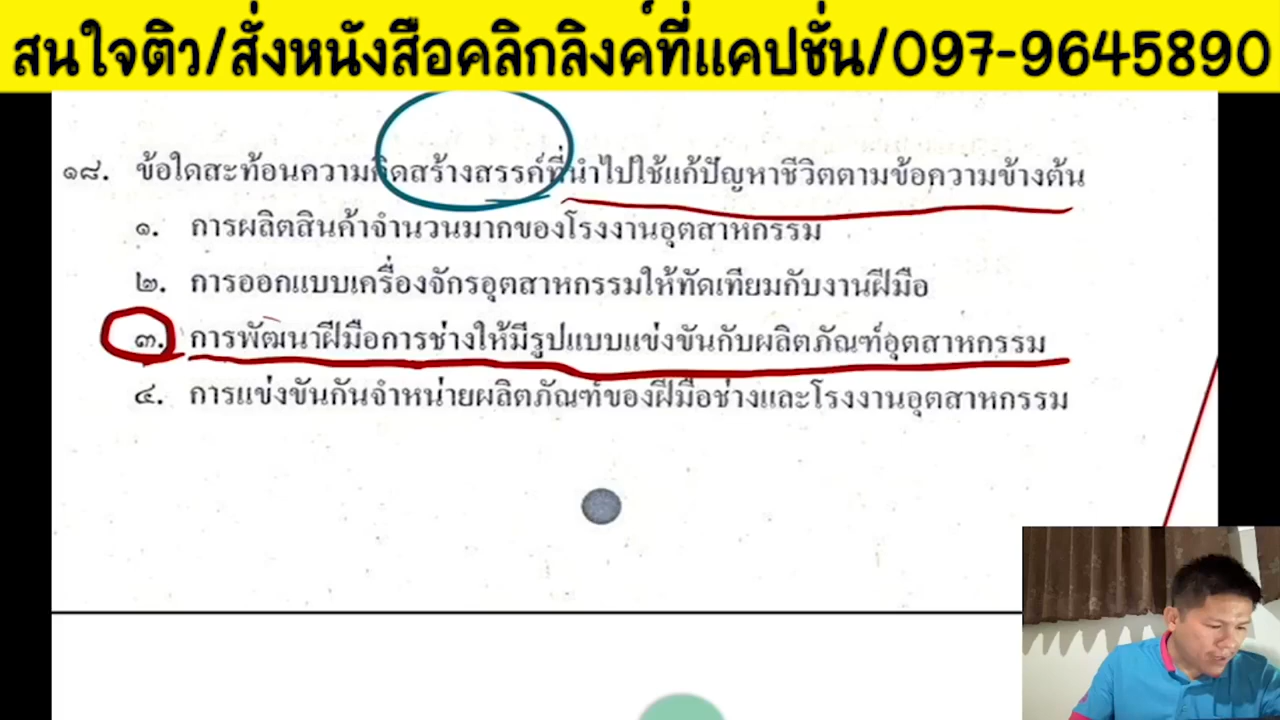 สนใจติว/สั่งหนังสือคลิกลิงค์ที่แคปชั่น/097-9645890
๑๘. ข้อใดสะท้อนความคิดสร้างสรรค์ที่นำไปใช้แก้ปัญหาชีวิตตามข้อความข้างต้น
๑. การผลิตสินค้าจำนวนมากของโรงงานอุตสาหกรรม
๒. การออกแบบเครื่องจักรอุตสาหกรรมให้ทัดเทียมกับงานฝีมือ
๓. การพัฒนาฝีมือการช่างให้มีรูปแบบแข่งขันกับผลิตภัณฑ์อุตสาหกรรม
๔. การแข่งขันกันจำหน่ายผลิตภัณฑ์ของฝีมือช่างและโรงงานอุตสาหกรรม